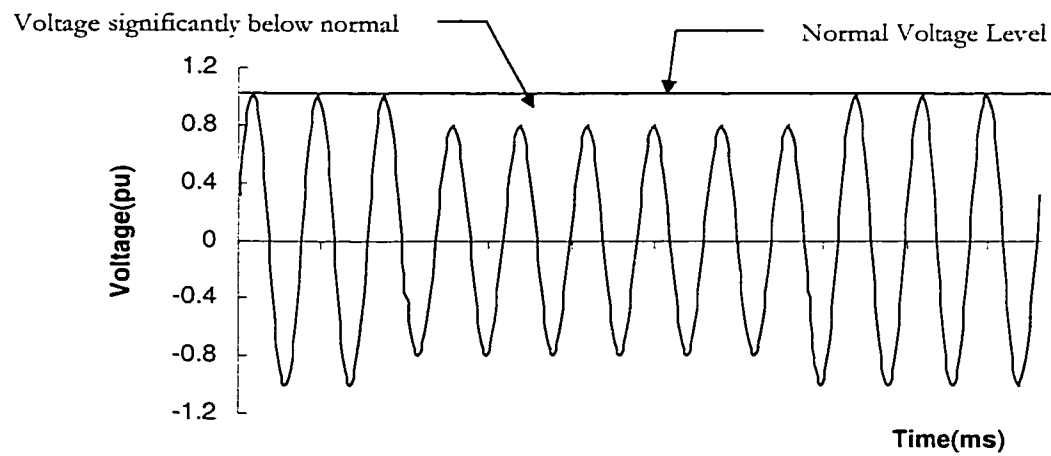 Voltage significantly below normal
Normal Voltage Level
1.2
0.8
0.4
0
-0.4
-0.8
-1.2
Voltage(pu)
Time(ms)